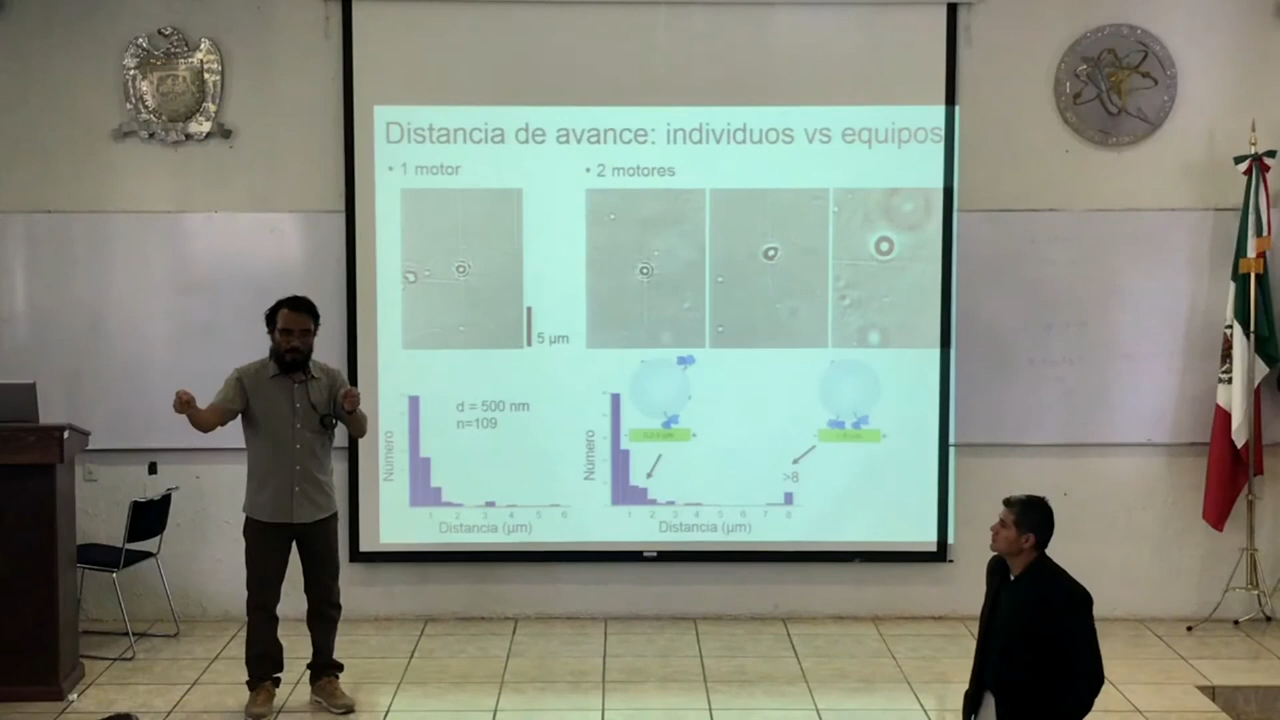 Distancia de avance: individuos vs equipos
• 1 motor
• 2 motores
5 µm
d = 500 nm
n=109
Número
1 2 3 4 5 6
Distancia (µm)
Número
>8
1 2 3 4 5 6 7 8
Distancia (µm)